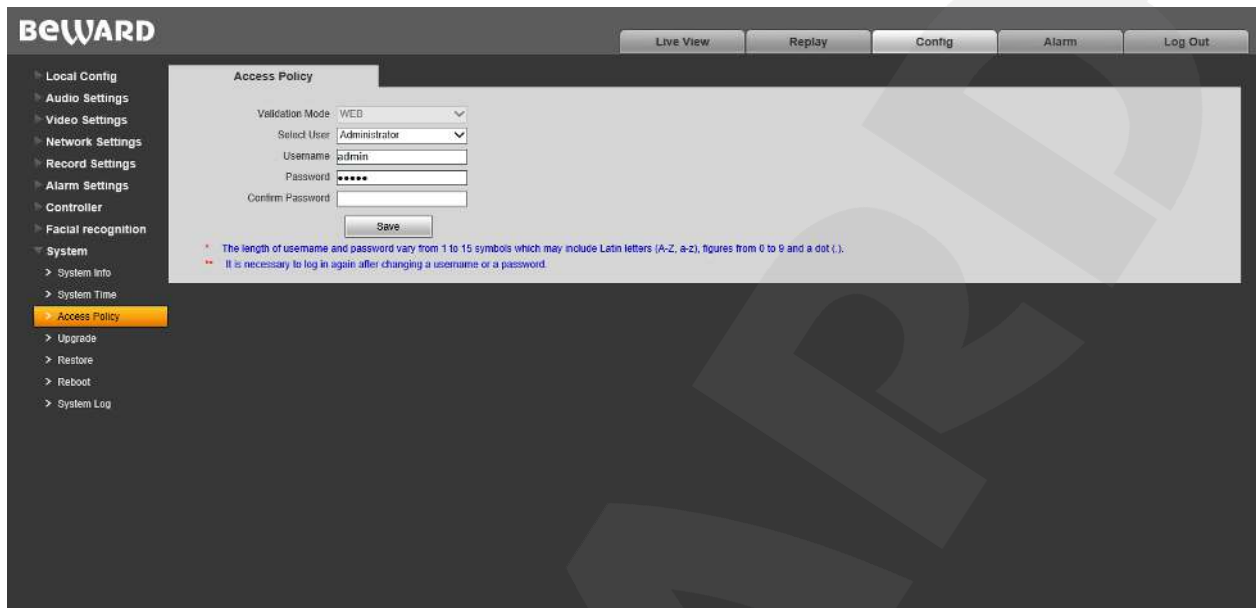 BEWARD
Live View
Replay
Config
Alarm
Log Out
Local Config
Audio Settings
Video Settings
Network Settings
Record Settings
Alarm Settings
Controller
Facial recognition
System
> System Info
> System Time
> Access Policy
> Upgrade
> Restore
> Reboot
> System Log
Access Policy
Validation Mode WEB
Select User Administrator
Username admin
Password •••••
Confirm Password
Save
* The length of username and password vary from 1 to 15 symbols which may include Latin letters (A-Z, a-z), figures from 0 to 9 and a dot (.).
** It is necessary to log in again after changing a username or a password.